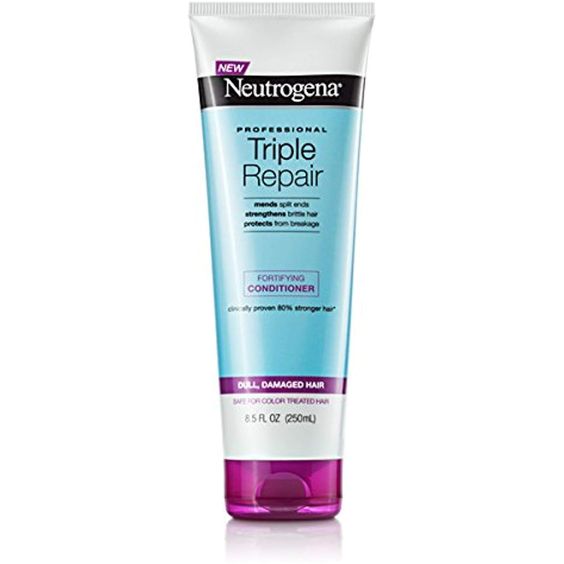 NEW
Neutrogena®
PROFESSIONAL
Triple
Repair
mends split ends
strengthens brittle hair
protects from breakage
FORTIFYING
CONDITIONER
clinically proven 80% stronger hair*
DULL, DAMAGED HAIR
SAFE FOR COLOR TREATED HAIR
8.5 FL OZ (250mL)